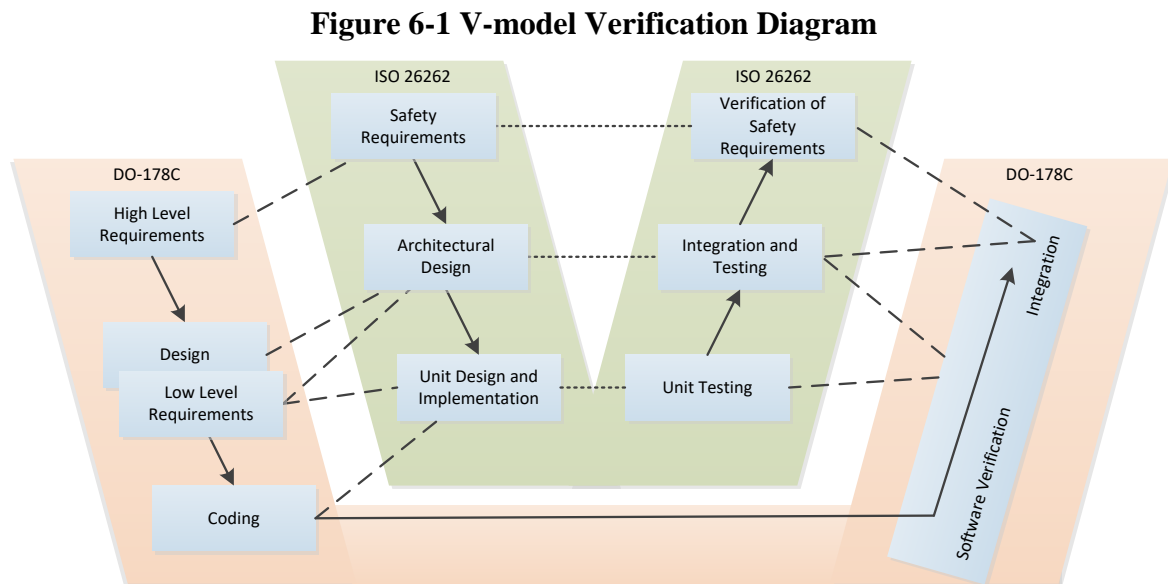 Figure 6-1 V-model Verification Diagram
ISO 26262
ISO 26262
Safety
Requirements
Verification of
Safety
Requirements
DO-178C
DO-178C
High Level
Requirements
Architectural
Design
Integration and
Testing
Integration
Design
Low Level
Requirements
Unit Design and
Implementation
Unit Testing
Software Verification
Coding